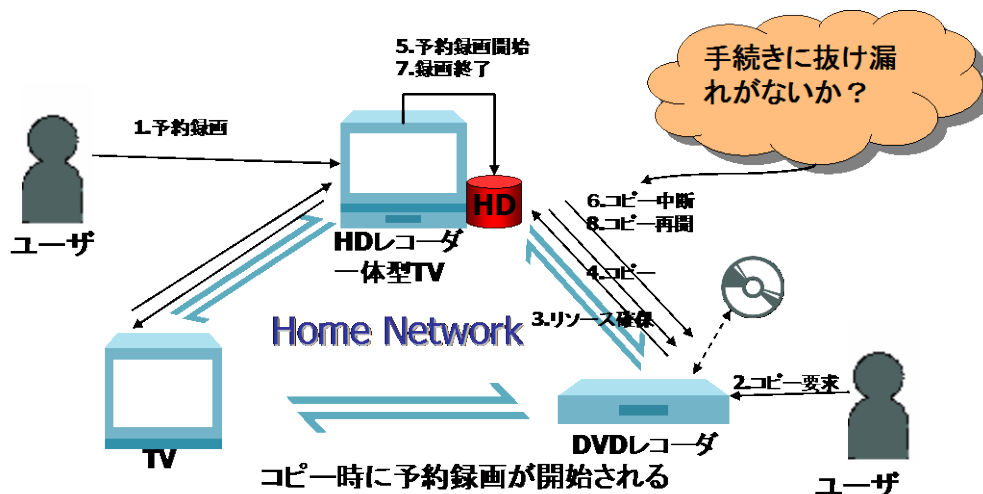 5.予約録画開始
7.録画終了
手続きに抜け漏
れがないか？
1.予約録画
HD
6.コピー中断
8.コピー再開
ユーザ
HDレコーダ
一体型TV
4.コピー
3.リソース確保
Home Network
2.コピー要求
TV
DVDレコーダ
コピー時に予約録画が開始される
ユーザ